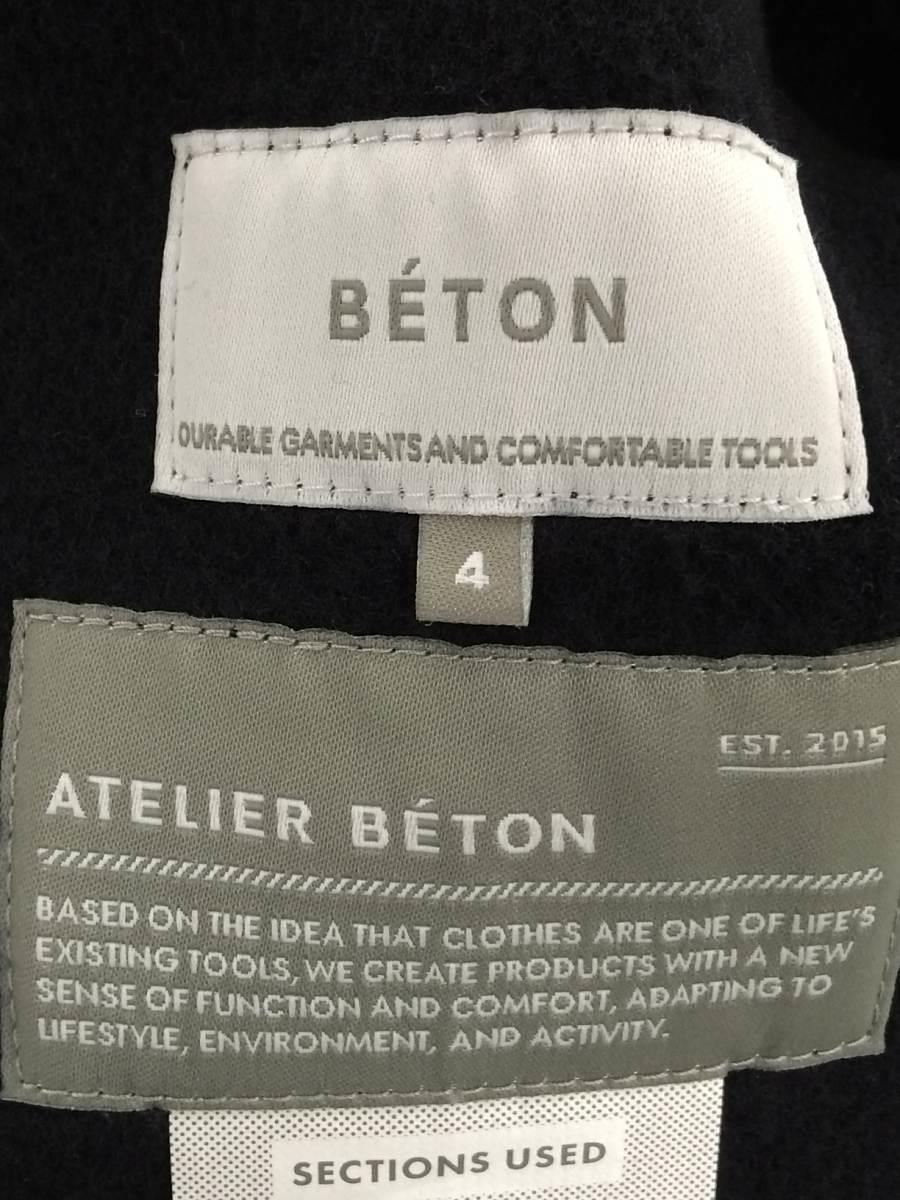 BÉTON
DURABLE GARMENTS AND COMFORTABLE TOOLS
4
EST. 2015
ATELIER BÉTON
BASED ON THE IDEA THAT CLOTHES ARE ONE OF LIFE'S
EXISTING TOOLS, WE CREATE PRODUCTS WITH A NEW
SENSE OF FUNCTION AND COMFORT, ADAPTING TO
LIFESTYLE, ENVIRONMENT, AND ACTIVITY.
SECTIONS USED